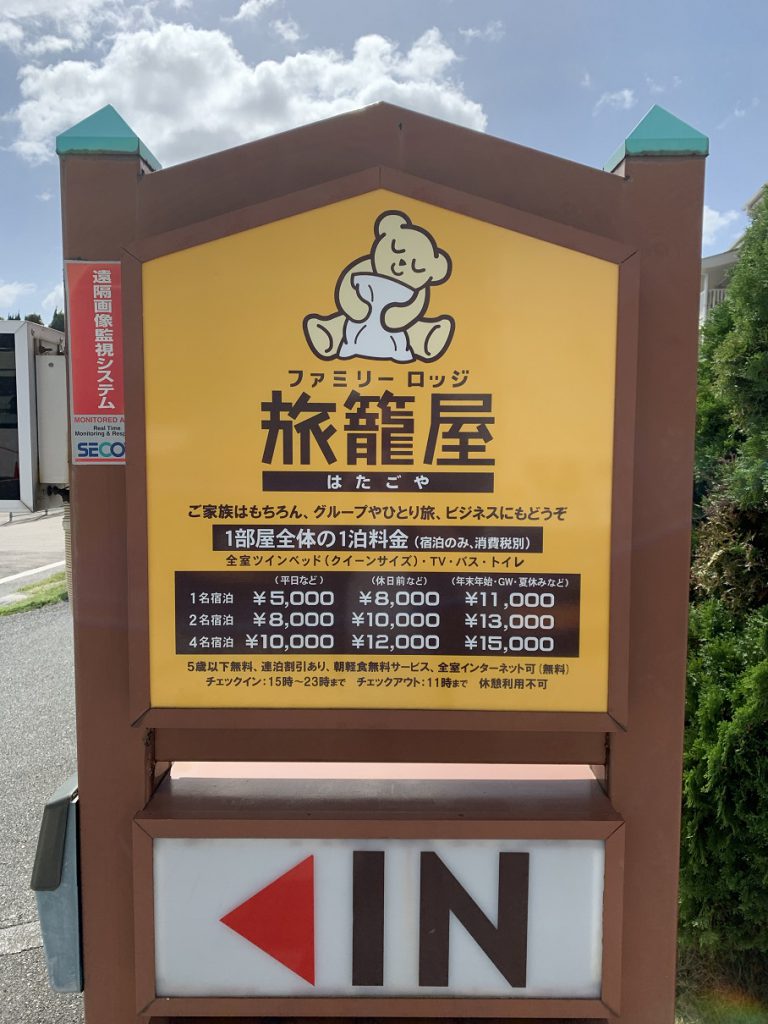 遠隔画像監視システム
MONITORED
Real Time
Monitoring &
SECO
ファミリー ロッジ
旅籠屋
はたごや
ご家族はもちろん、グループやひとり旅、ビジネスにもどうぞ
1部屋全体の1泊料金(宿泊のみ、消費税別)
全室ツインベッド(クイーンサイズ)・TV・バス・トイレ
(平日など) (休日前など) (年末年始・GW・夏休みなど)
1名宿泊 ¥5,000 ¥8,000 ¥11,000
2名宿泊 ¥8,000 ¥10,000 ¥13,000
4名宿泊 ¥10,000 ¥12,000 ¥15,000
5歳以下無料、連泊割引あり、朝軽食無料サービス、全室インターネット可(無料)
チェックイン:15時〜23時まで チェックアウト:11時まで 休憩利用不可
IN